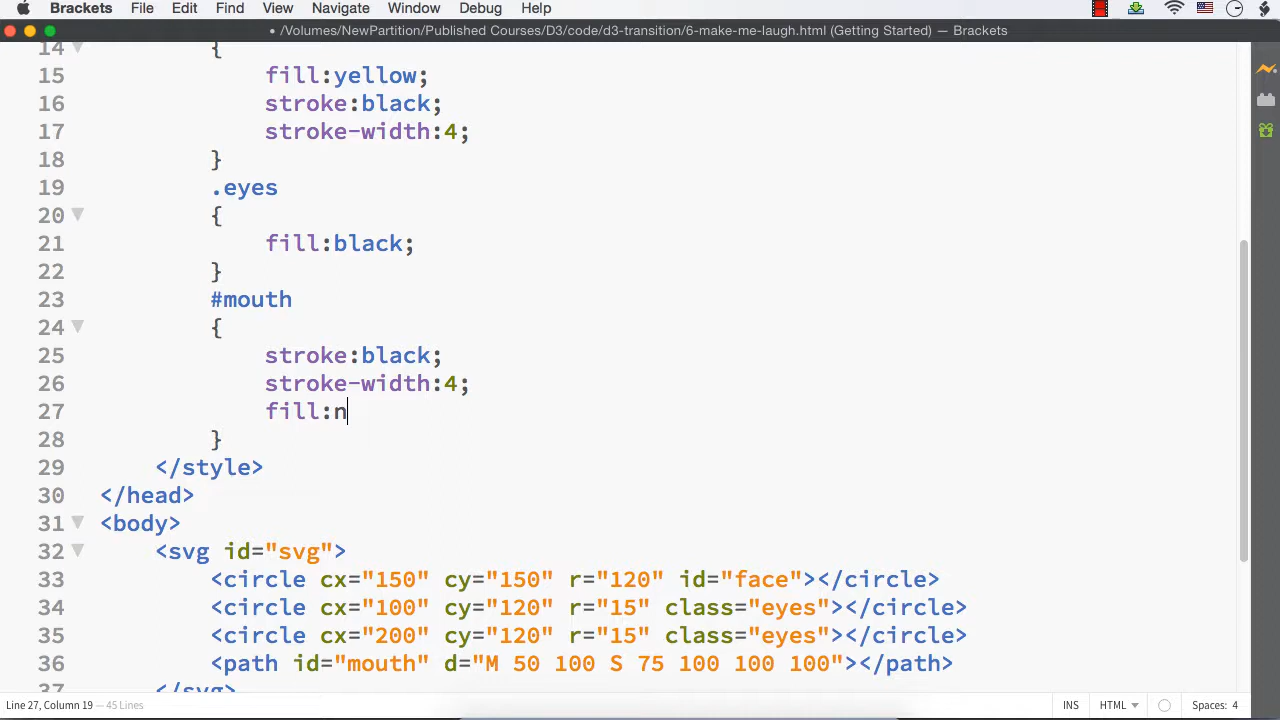 Brackets File Edit Find View Navigate Window Debug Help
/Volumes/NewPartition/Published Courses/D3/code/d3-transition/6-make-me-laugh.html (Getting Started) — Brackets
14 {
15 fill:yellow;
16 stroke:black;
17 stroke-width:4;
18 }
19 .eyes
20 {
21 fill:black;
22 }
23 #mouth
24 {
25 stroke:black;
26 stroke-width:4;
27 fill:n
28 }
29 </style>
30 </head>
31 <body>
32 <svg id="svg">
33 <circle cx="150" cy="150" r="120" id="face"></circle>
34 <circle cx="100" cy="120" r="15" class="eyes"></circle>
35 <circle cx="200" cy="120" r="15" class="eyes"></circle>
36 <path id="mouth" d="M 50 100 S 75 100 100 100"></path>
37 </svg>
Line 27, Column 19 — 45 Lines INS HTML Spaces: 4